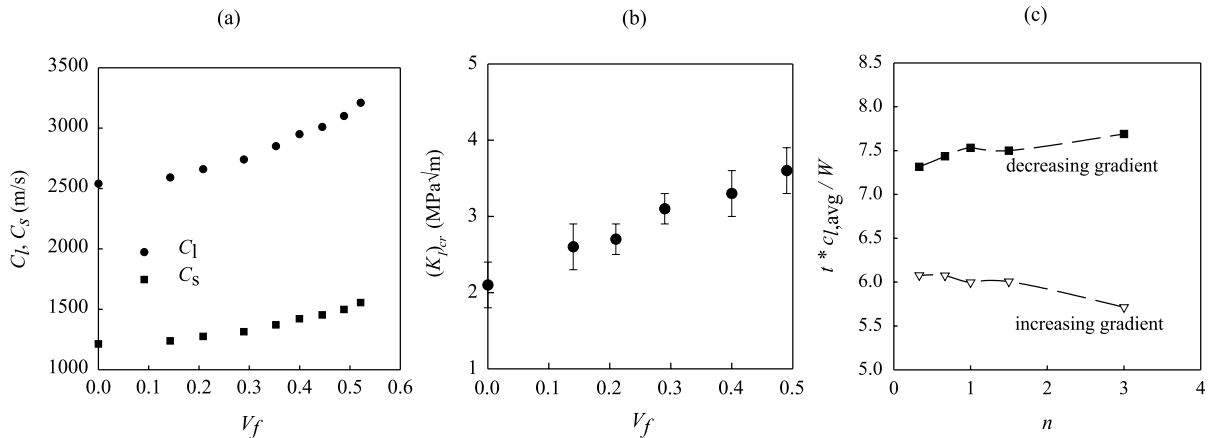 (a)
3500
3000
2500
2000
1500
1000
C_l, C_s (m/s)
C_l
C_s
0.0 0.1 0.2 0.3 0.4 0.5 0.6
V_f
(b)
5
4
3
2
1
(K_I)_cr (MPa√m)
0.0 0.1 0.2 0.3 0.4 0.5
V_f
(c)
8.5
8.0
7.5
7.0
6.5
6.0
5.5
5.0
t * c_l,avg / W
decreasing gradient
increasing gradient
0 1 2 3 4
n